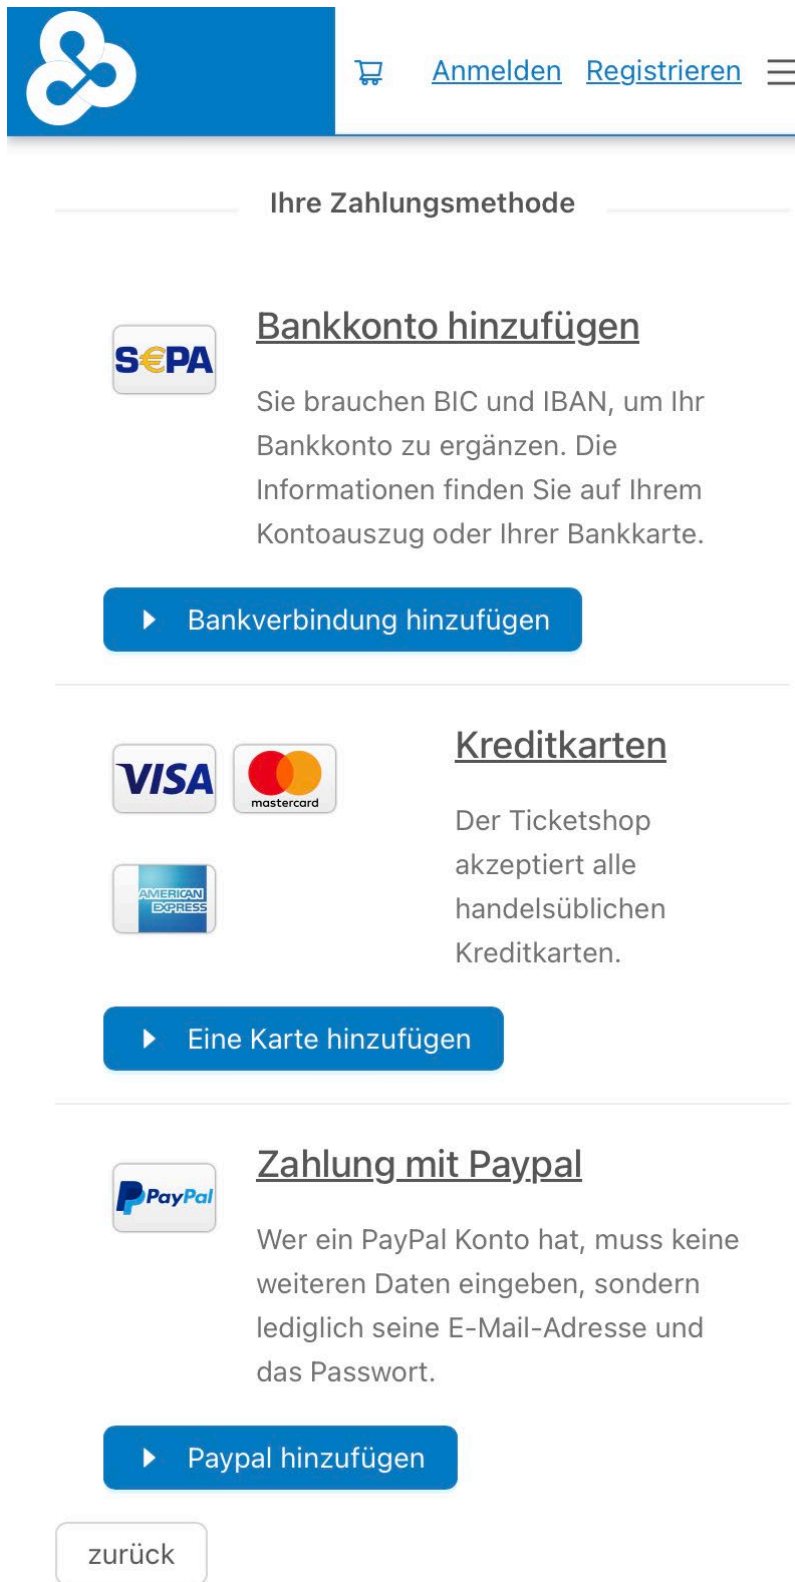 Anmelden Registrieren
Ihre Zahlungsmethode
SEPA
Bankkonto hinzufügen
Sie brauchen BIC und IBAN, um Ihr
Bankkonto zu ergänzen. Die
Informationen finden Sie auf Ihrem
Kontoauszug oder Ihrer Bankkarte.
Bankverbindung hinzufügen
VISA mastercard
AMERICAN
EXPRESS
Kreditkarten
Der Ticketshop
akzeptiert alle
handelsüblichen
Kreditkarten.
Eine Karte hinzufügen
PayPal
Zahlung mit Paypal
Wer ein PayPal Konto hat, muss keine
weiteren Daten eingeben, sondern
lediglich seine E-Mail-Adresse und
das Passwort.
Paypal hinzufügen
zurück